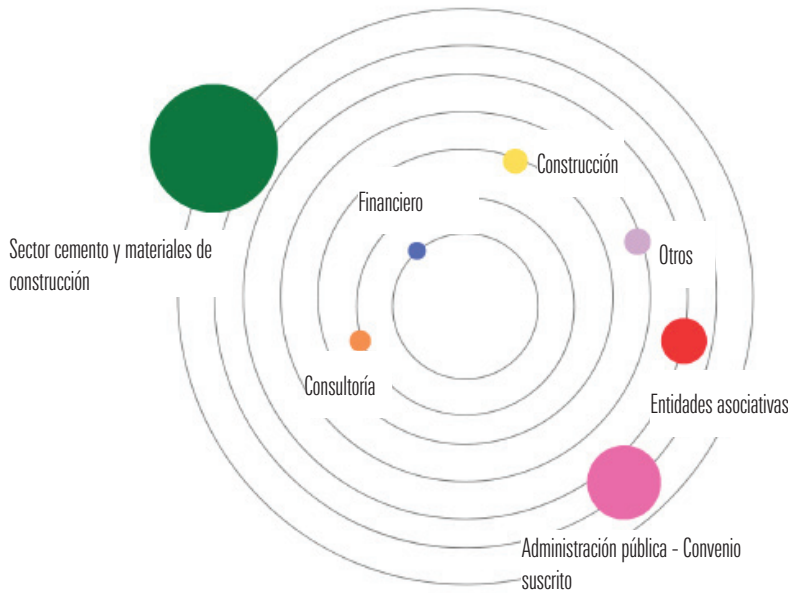 Construcción
Financiero
Sector cemento y materiales de
construcción
Otros
Consultoría
Entidades asociativas
Administración pública - Convenio
suscrito